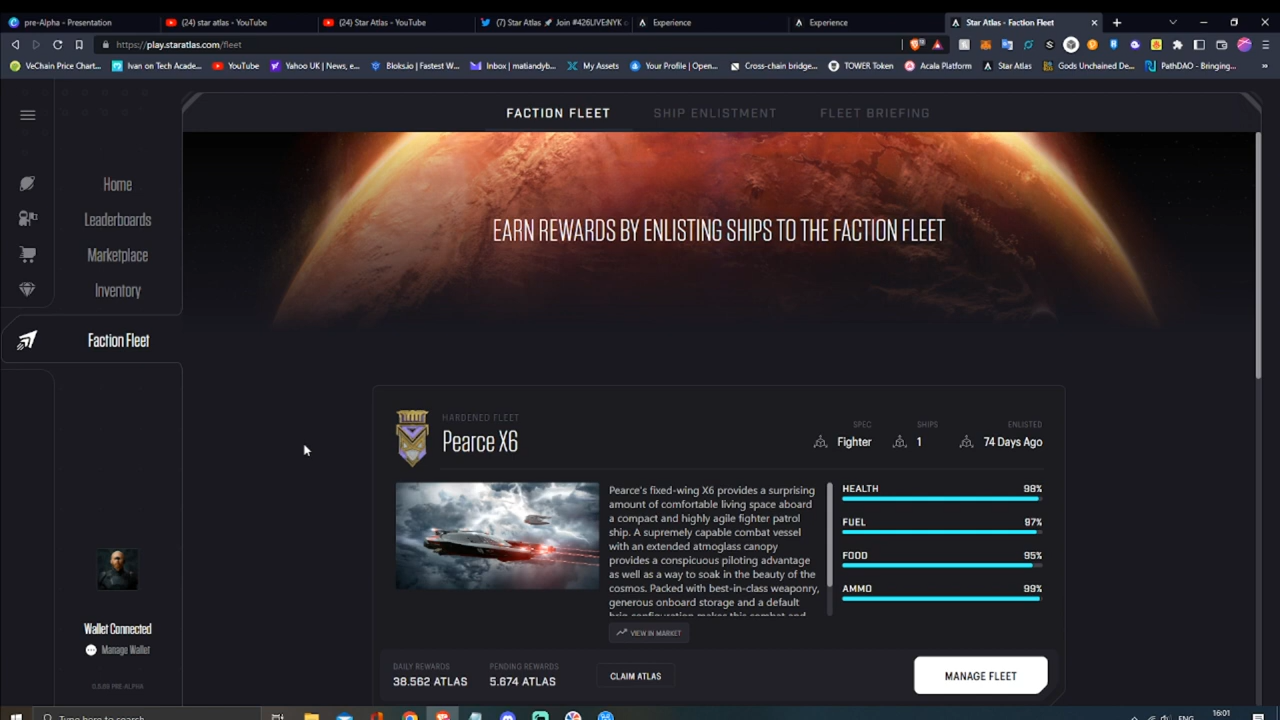 pre-Alpha - Presentation
(24) star atlas - YouTube
(24) Star Atlas - YouTube
(7) Star Atlas 📌 Join #426LIVE:NYK
Experience
Experience
Star Atlas - Faction Fleet
https://play.staratlas.com/fleet
VeChain Price Chart...
Ivan on Tech Acade...
YouTube
Yahoo UK | News, e...
Bloks.io | Fastest W...
Inbox | matiandyb...
My Assets
Your Profile | Open...
Cross-chain bridge...
TOWER Token
Acala Platform
Star Atlas
Gods Unchained De...
PathDAO - Bringing...
FACTION FLEET
SHIP ENLISTMENT
FLEET BRIEFING
Home
Leaderboards
Marketplace
Inventory
Faction Fleet
EARN REWARDS BY ENLISTING SHIPS TO THE FACTION FLEET
HARDENED FLEET
Pearce X6
SPEC
Fighter
SHIPS
1
ENLISTED
74 Days Ago
Pearce's fixed-wing X6 provides a surprising
amount of comfortable living space aboard
a compact and highly agile fighter patrol
ship. A supremely capable combat vessel
with an extended atmoglass canopy
provides a conspicuous piloting advantage
as well as a way to soak in the beauty of the
cosmos. Packed with best-in-class weaponry,
generous onboard storage and a default
HEALTH 98%
FUEL 97%
FOOD 95%
AMMO 99%
VIEW IN MARKET
DAILY REWARDS
38.562 ATLAS
PENDING REWARDS
5.674 ATLAS
CLAIM ATLAS
MANAGE FLEET
Wallet Connected
Manage Wallet
Type here to search
ENG
16:01